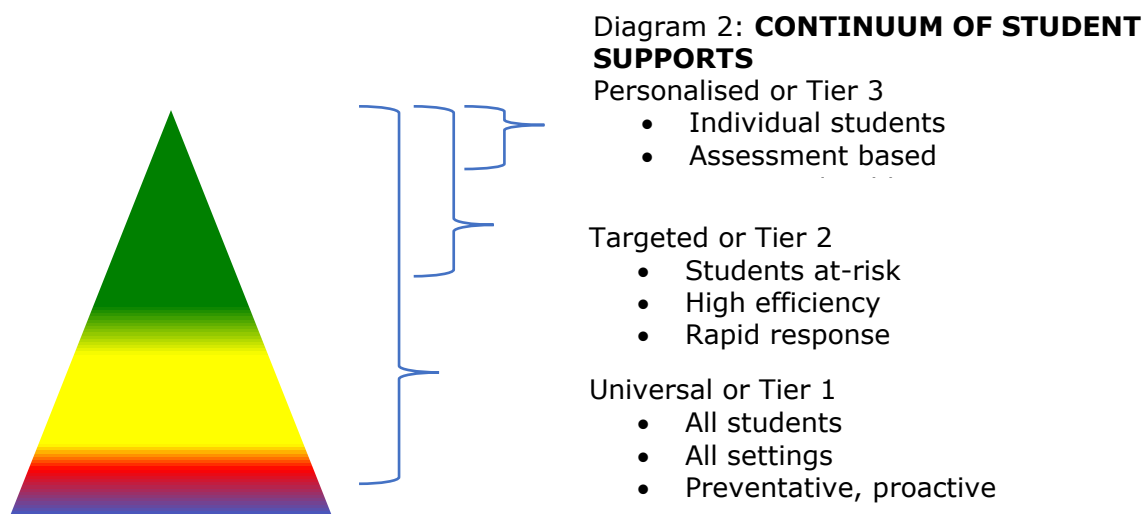 Diagram 2: CONTINUUM OF STUDENT
SUPPORTS
Personalised or Tier 3
• Individual students
• Assessment based
Targeted or Tier 2
• Students at-risk
• High efficiency
• Rapid response
Universal or Tier 1
• All students
• All settings
• Preventative, proactive